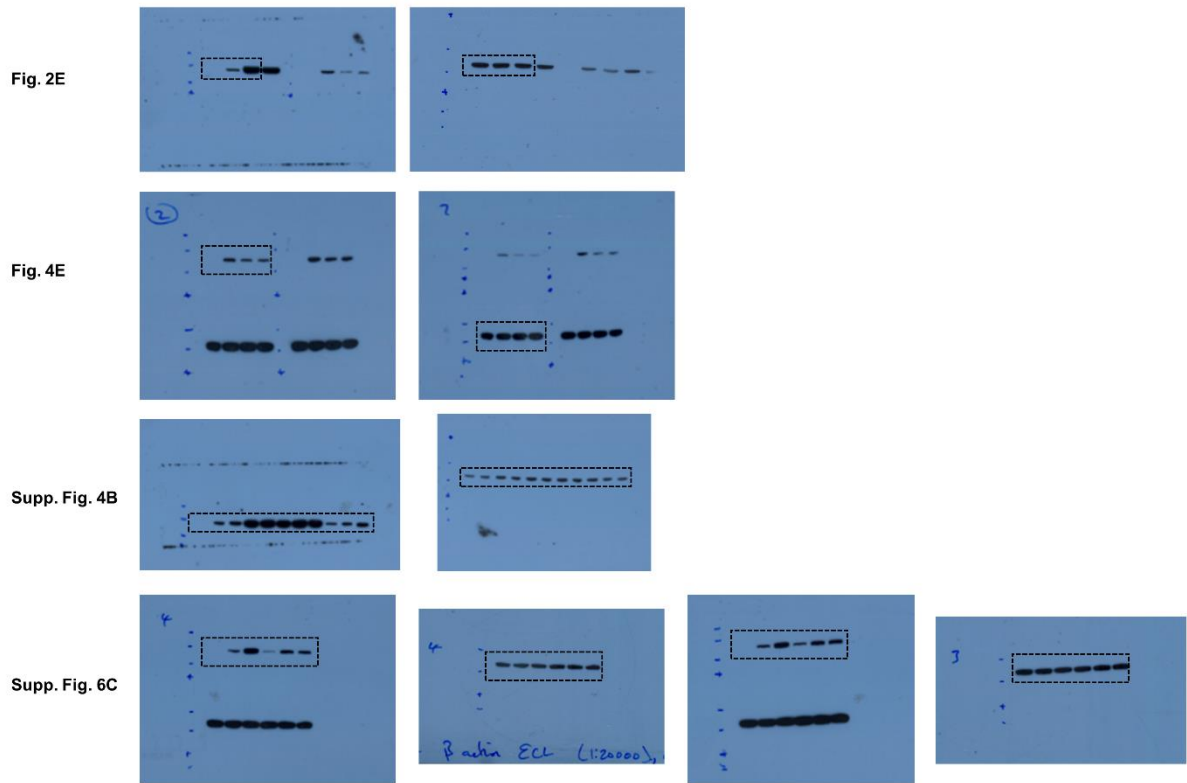 Fig. 2E
Fig. 4E
2
2
Supp. Fig. 4B
Supp. Fig. 6C
4
4
3
β actin ECL (1:20000),